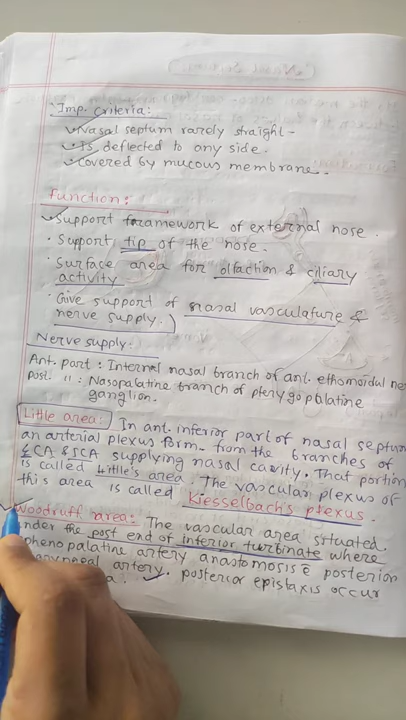 Imp. Criteria:
Nasal septum rarely straight-
Is deflected to any side.
Covered by mucous membrane.
Function:
Support framework of external nose.
• Support tip of the nose.
• Surface area for olfaction & ciliary
activity
• Give support of nasal vasculature &
nerve supply.
Nerve supply.
Ant. part : Internal nasal branch of ant. ethomoidal ne
post. " : Nasopalatine branch of pterygopalatine
ganglion.
Little area: In ant. inferior part of nasal septum
an arterial plexus form. from the branches of
ECA & ICA supplying nasal cavity. That portion
is called Little's area. The vascular plexus of
this area is called Kiesselbach's plexus.
Woodruff area: The vascular area situated.
under the post end of inferior turbinate where
sphenopalatine artery anastomosis c posterior
artery. posterior epistaxis occur